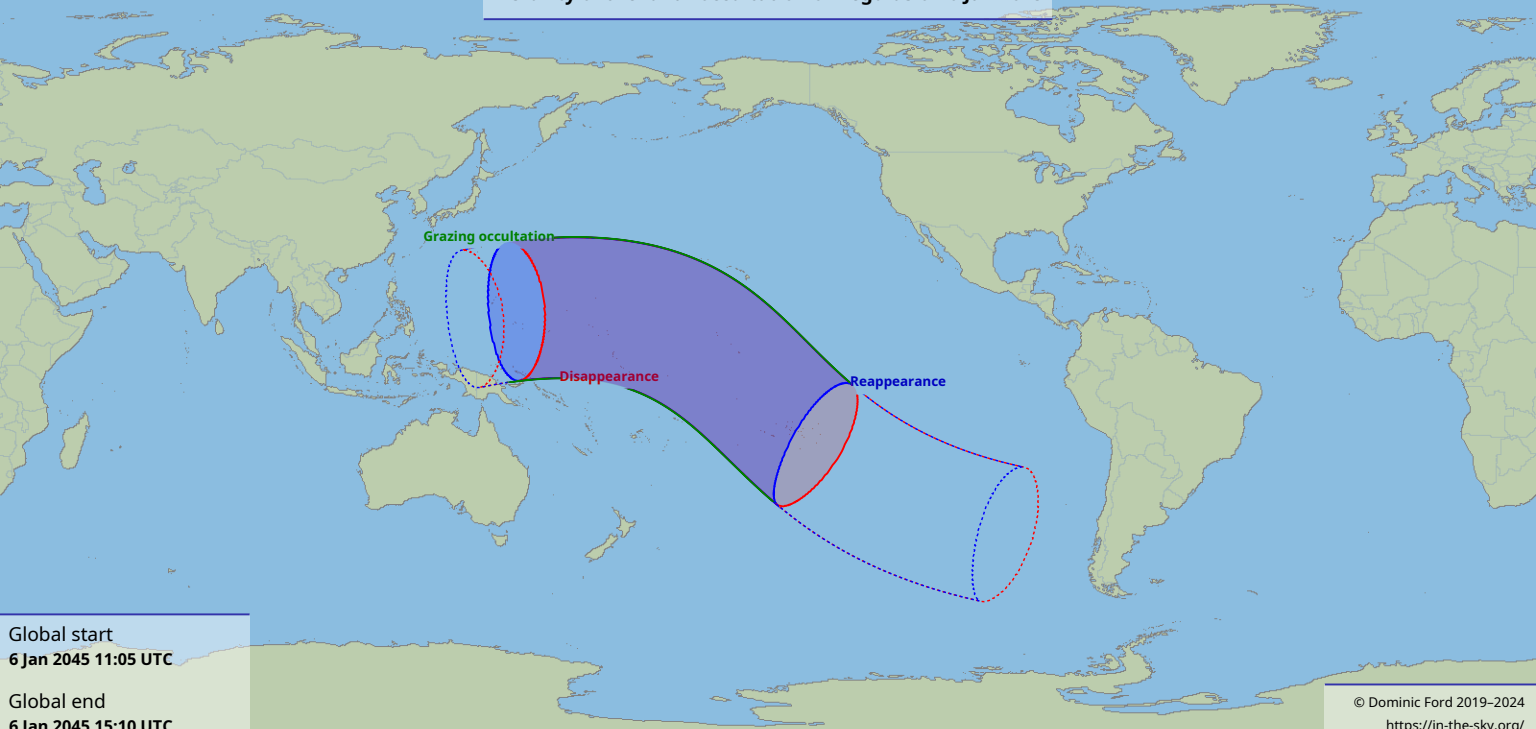 Grazing occultation
Disappearance
Reappearance
Global start
6 Jan 2045 11:05 UTC
Global end
6 Jan 2045 15:10 UTC
© Dominic Ford 2019–2024
https://in-the-sky.org/